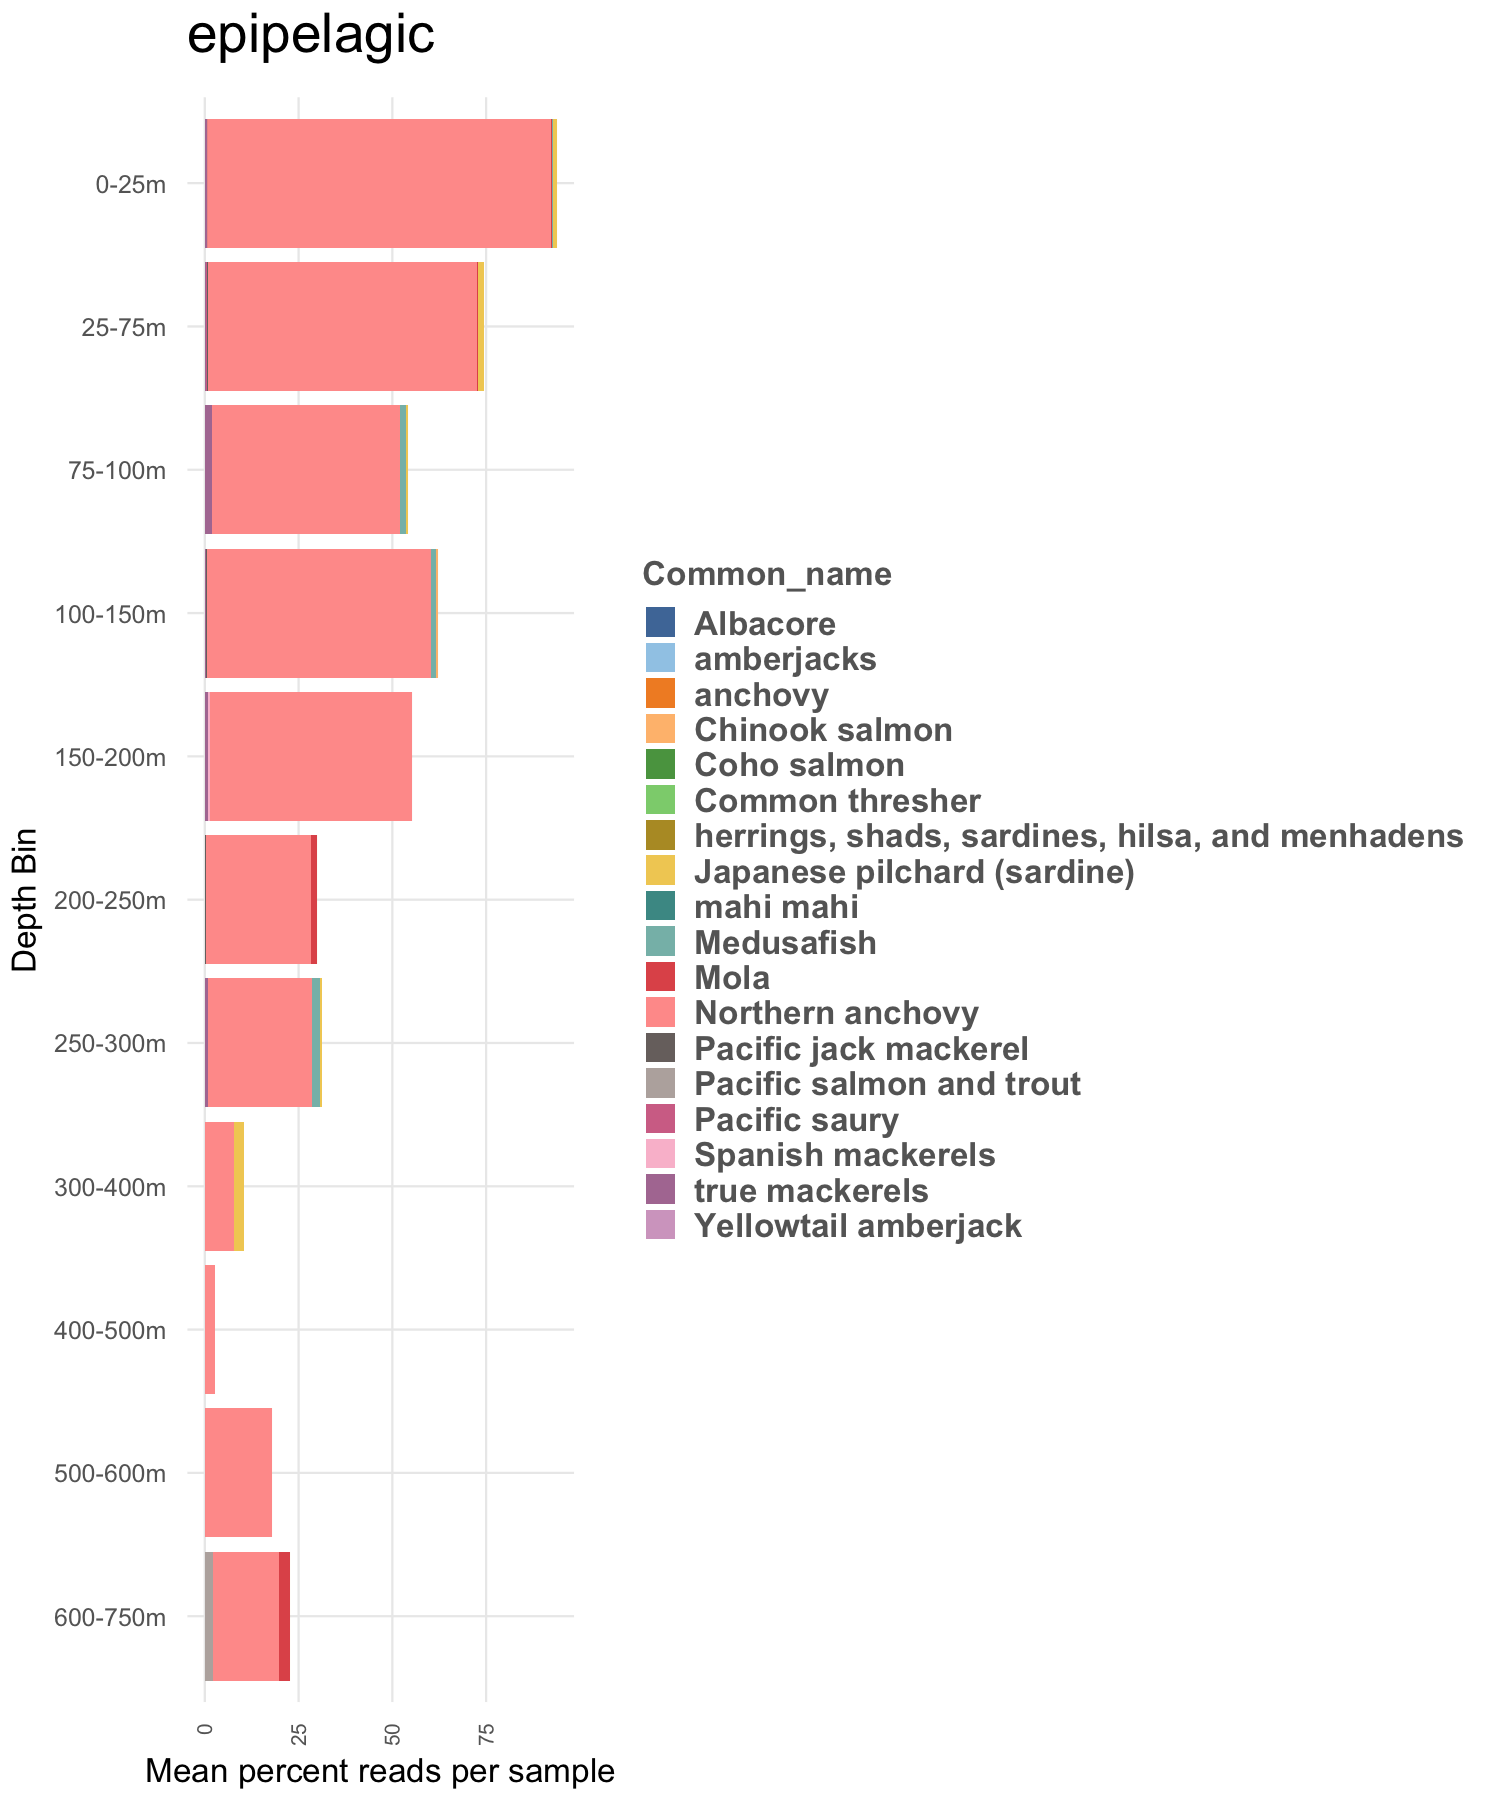 epipelagic
0-25m
25-75m
75-100m
100-150m
150-200m
200-250m
250-300m
300-400m
400-500m
500-600m
600-750m
Depth Bin
0
25
50
75
Mean percent reads per sample
Common_name
Albacore
amberjacks
anchovy
Chinook salmon
Coho salmon
Common thresher
herrings, shads, sardines, hilsa, and menhadens
Japanese pilchard (sardine)
mahi mahi
Medusafish
Mola
Northern anchovy
Pacific jack mackerel
Pacific salmon and trout
Pacific saury
Spanish mackerels
true mackerels
Yellowtail amberjack